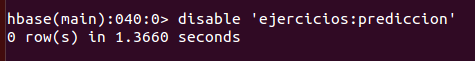 hbase(main):040:0> disable 'ejercicios:prediccion'
0 row(s) in 1.3660 seconds